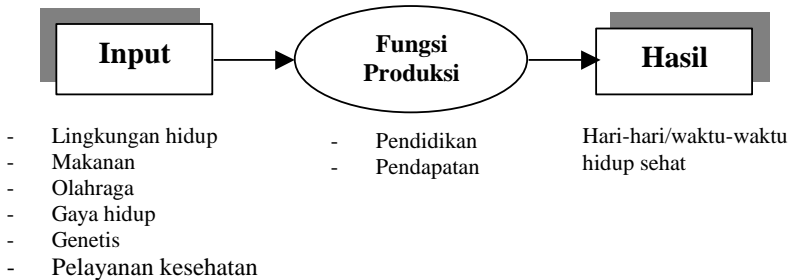 Input
Fungsi
Produksi
Hasil
- Lingkungan hidup
- Makanan
- Olahraga
- Gaya hidup
- Genetis
- Pelayanan kesehatan
- Pendidikan
- Pendapatan
Hari-hari/waktu-waktu
hidup sehat